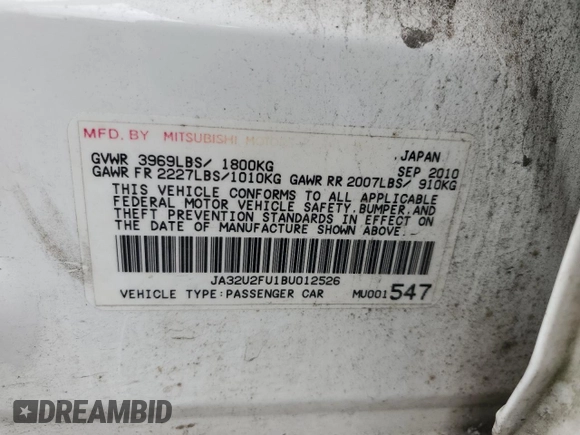 MFD. BY MITSUBISHI
GVWR 3969LBS/ 1800KG JAPAN
GAWR FR 2227LBS/1010KG GAWR RR 2007LBS/ 910KG SEP 2010
THIS VEHICLE CONFORMS TO ALL APPLICABLE
FEDERAL MOTOR VEHICLE SAFETY, BUMPER, AND
THEFT PREVENTION STANDARDS IN EFFECT ON
THE DATE OF MANUFACTURE SHOWN ABOVE.
JA32U2FU1BU012526
VEHICLE TYPE:PASSENGER CAR MU001547
DREAMBID